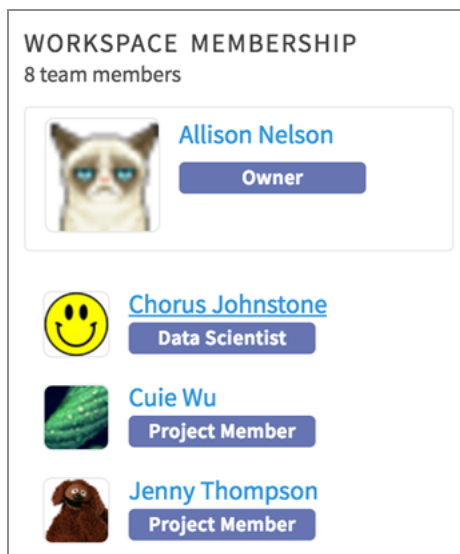 WORKSPACE MEMBERSHIP
8 team members
Allison Nelson
Owner
Chorus Johnstone
Data Scientist
Cuie Wu
Project Member
Jenny Thompson
Project Member